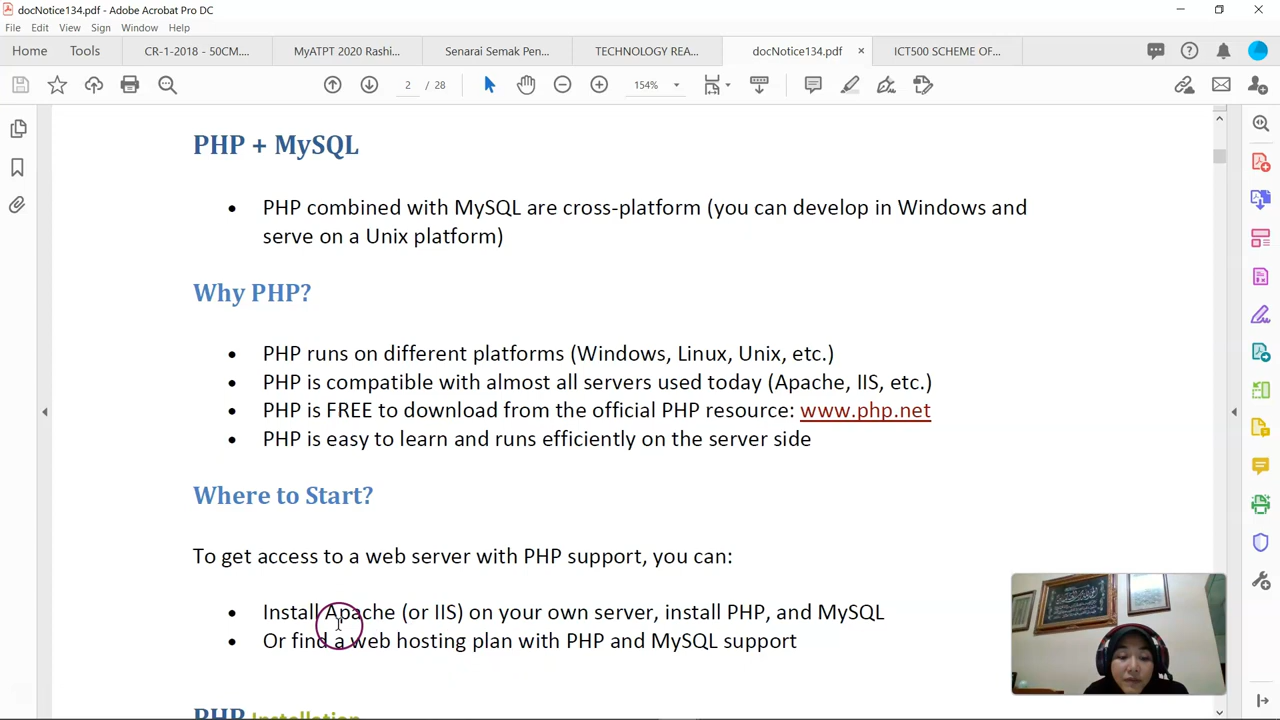 docNotice134.pdf - Adobe Acrobat Pro DC
File Edit View Sign Window Help
Home Tools CR-1-2018 - 50CM.... MyATPT 2020 Rashi... Senarai Semak Pen... TECHNOLOGY REA... docNotice134.pdf × ICT500 SCHEME OF...
2 / 28 154%
PHP + MySQL
• PHP combined with MySQL are cross-platform (you can develop in Windows and
serve on a Unix platform)
Why PHP?
• PHP runs on different platforms (Windows, Linux, Unix, etc.)
• PHP is compatible with almost all servers used today (Apache, IIS, etc.)
• PHP is FREE to download from the official PHP resource: www.php.net
• PHP is easy to learn and runs efficiently on the server side
Where to Start?
To get access to a web server with PHP support, you can:
• Install Apache (or IIS) on your own server, install PHP, and MySQL
• Or find a web hosting plan with PHP and MySQL support
PHP Installation